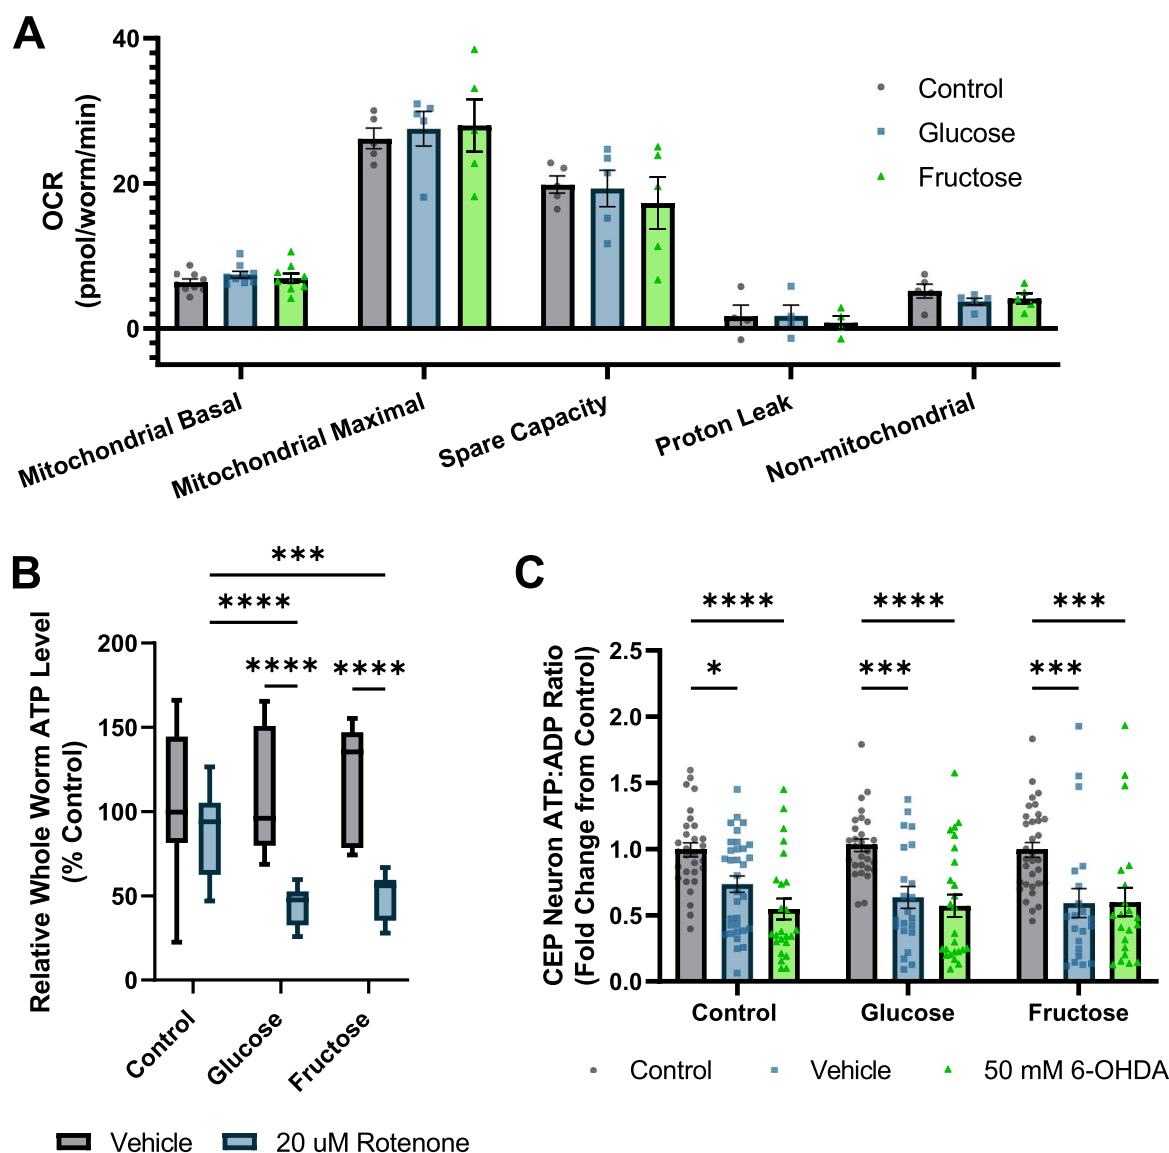 A
OCR
(pmol/worm/min)
40
20
0
Control
Glucose
Fructose
Mitochondrial Basal
Mitochondrial Maximal
Spare Capacity
Proton Leak
Non-mitochondrial
B
Relative Whole Worm ATP Level
(% Control)
200
150
100
50
0
***
****
**** ****
Control
Glucose
Fructose
Vehicle
20 uM Rotenone
C
CEP Neuron ATP:ADP Ratio
(Fold Change from Control)
2.5
2.0
1.5
1.0
0.5
0.0
**** **** ***
* *** ***
Control Glucose Fructose
Control Vehicle 50 mM 6-OHDA